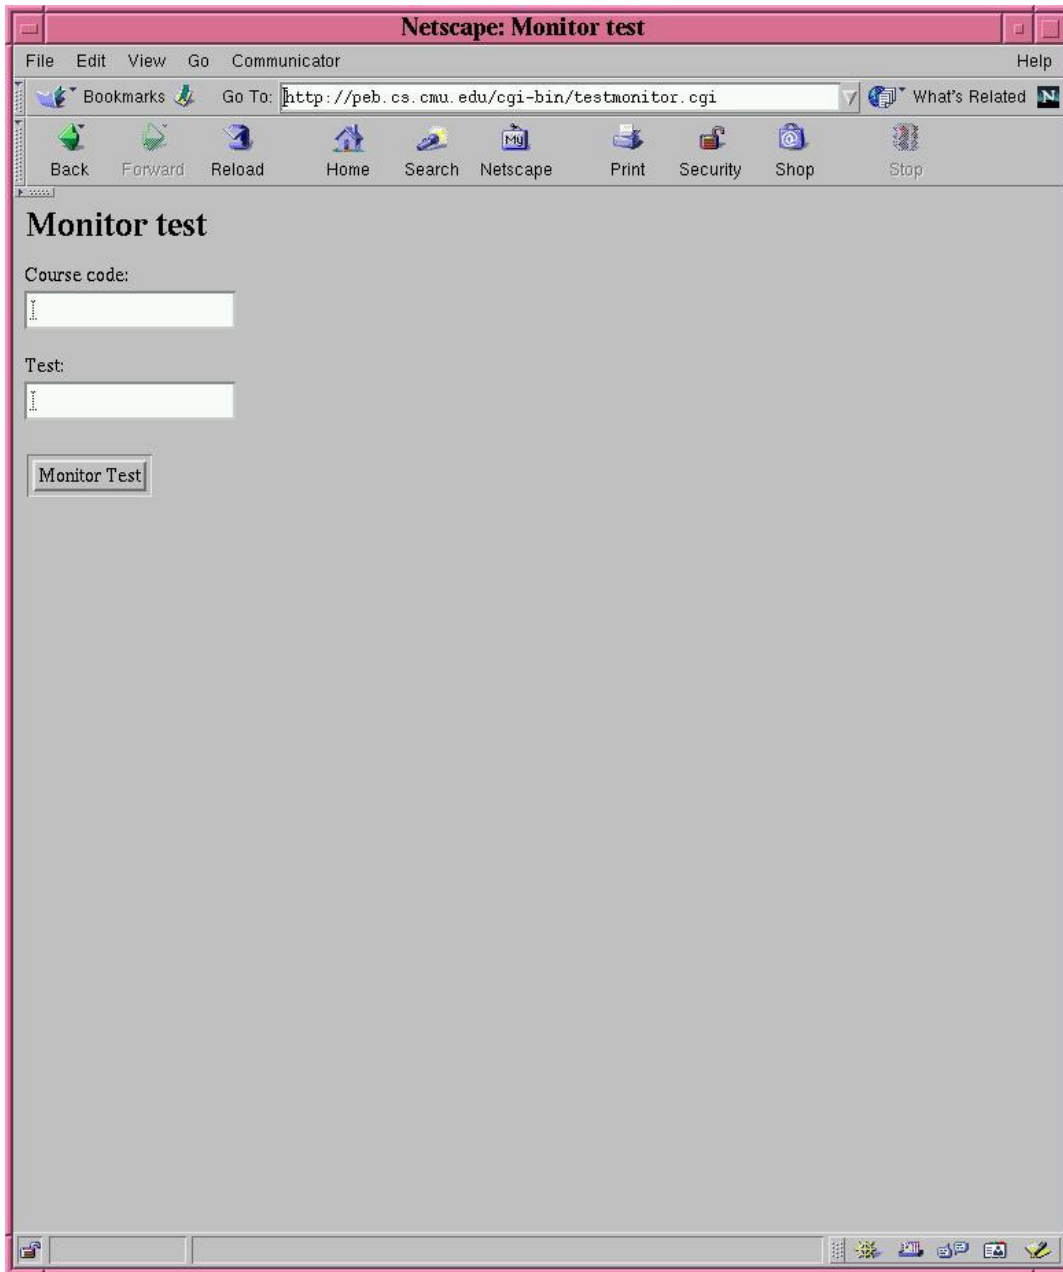 Netscape: Monitor test
File Edit View Go Communicator Help
Bookmarks Go To: http://peb.cs.cmu.edu/cgi-bin/testmonitor.cgi What's Related N
My
Back Forward Reload Home Search Netscape Print Security Shop Stop
Monitor test
Course code:
Test:
Monitor Test